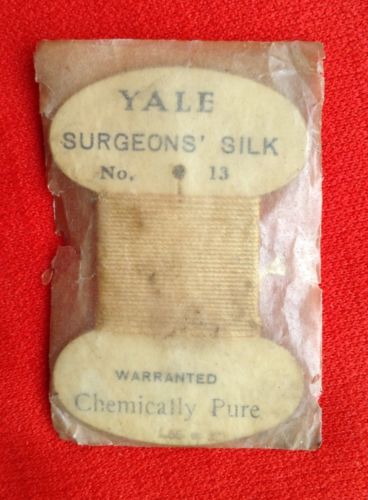 YALE
SURGEONS' SILK
No. 13
WARRANTED
Chemically Pure